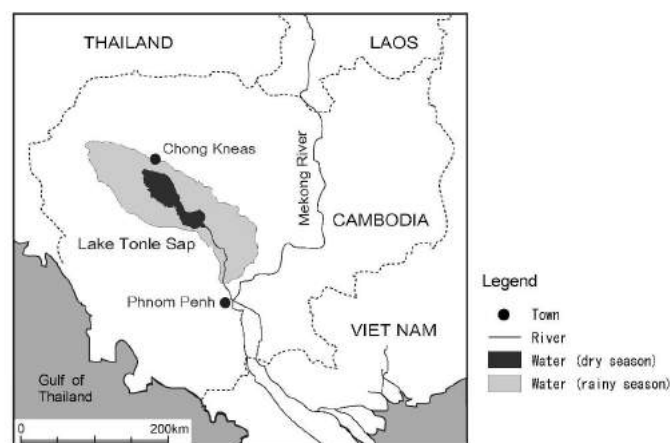 THAILAND
LAOS
Chong Kneas
Mekong River
CAMBODIA
Lake Tonle Sap
Phnom Penh
VIET NAM
Gulf of
Thailand
0
200km
Legend
Town
River
Water (dry season)
Water (rainy season)